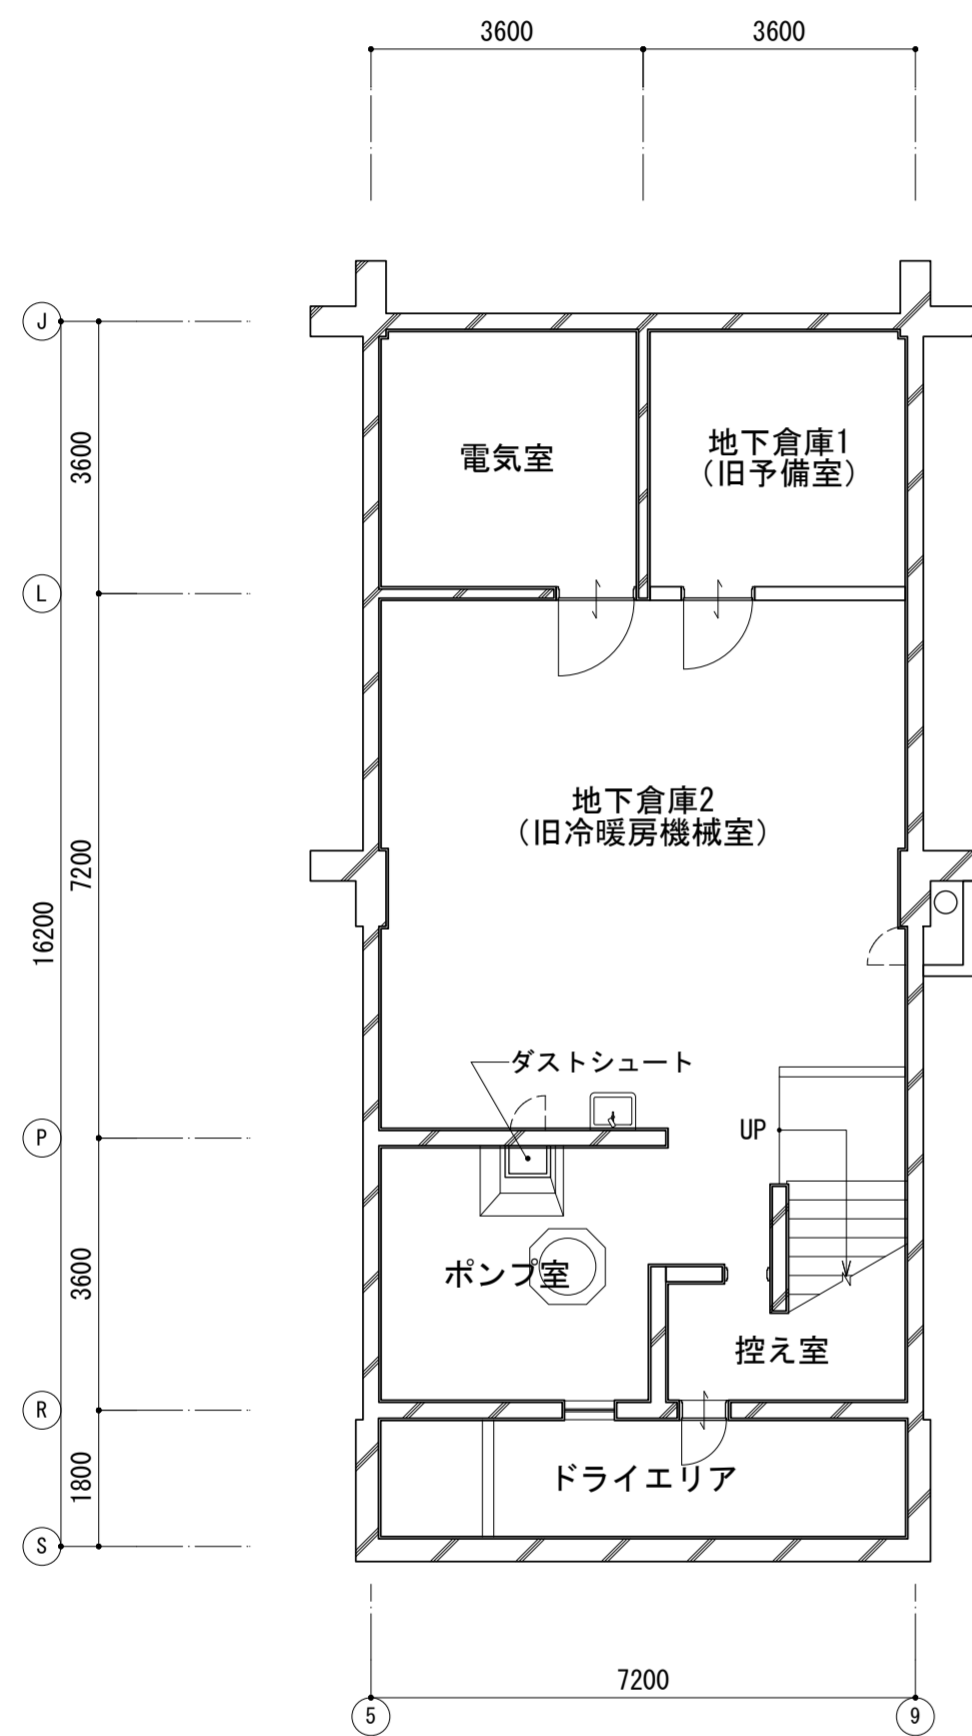 3600
3600
J
3600
電気室
地下倉庫1
(旧予備室)
L
地下倉庫2
(旧冷暖房機械室)
7200
16200
ダストシュート
P
UP
3600
ポンプ室
控え室
R
1800
ドライエリア
S
7200
5
9